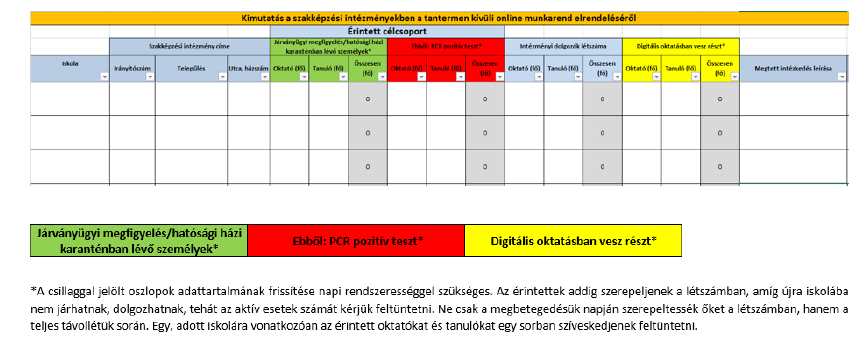 Kimutatás a szakképzési intézményekben a tantermen kívüli online munkarend elrendeléséről
Érintett célcsoport
Szakképzési intézmény címe
Járványügyi megfigyelés/hatósági házi
karanténban lévő személyek*
Ebből: PCR pozitív teszt*
Intézményi dolgozók létszáma
Digitális oktatásban vesz részt*
Iskola
Irányítószám
Település
Utca, házszám
Oktató (fő)
Tanuló (fő)
Összesen
(fő)
Oktató (fő)
Tanuló (fő)
Összesen
(fő)
Oktató (fő)
Tanuló (fő)
Összesen
(fő)
Oktató (fő)
Tanuló (fő)
Összesen
(fő)
Megtett intézkedés leírása
0 0 0 0
0 0 0 0
0 0 0 0
Járványügyi megfigyelés/hatósági házi
karanténban lévő személyek*
Ebből: PCR pozitív teszt*
Digitális oktatásban vesz részt*
*A csillaggal jelölt oszlopok adattartalmának frissítése napi rendszerességgel szükséges. Az érintettek addig szerepeljenek a létszámban, amíg újra iskolába
nem járhatnak, dolgozhatnak, tehát az aktív esetek számát kérjük feltüntetni. Ne csak a megbetegedésük napján szerepeltessék őket a létszámban, hanem a
teljes távollétük során. Egy, adott iskolára vonatkozóan az érintett oktatókat és tanulókat egy sorban szíveskedjenek feltüntetni.